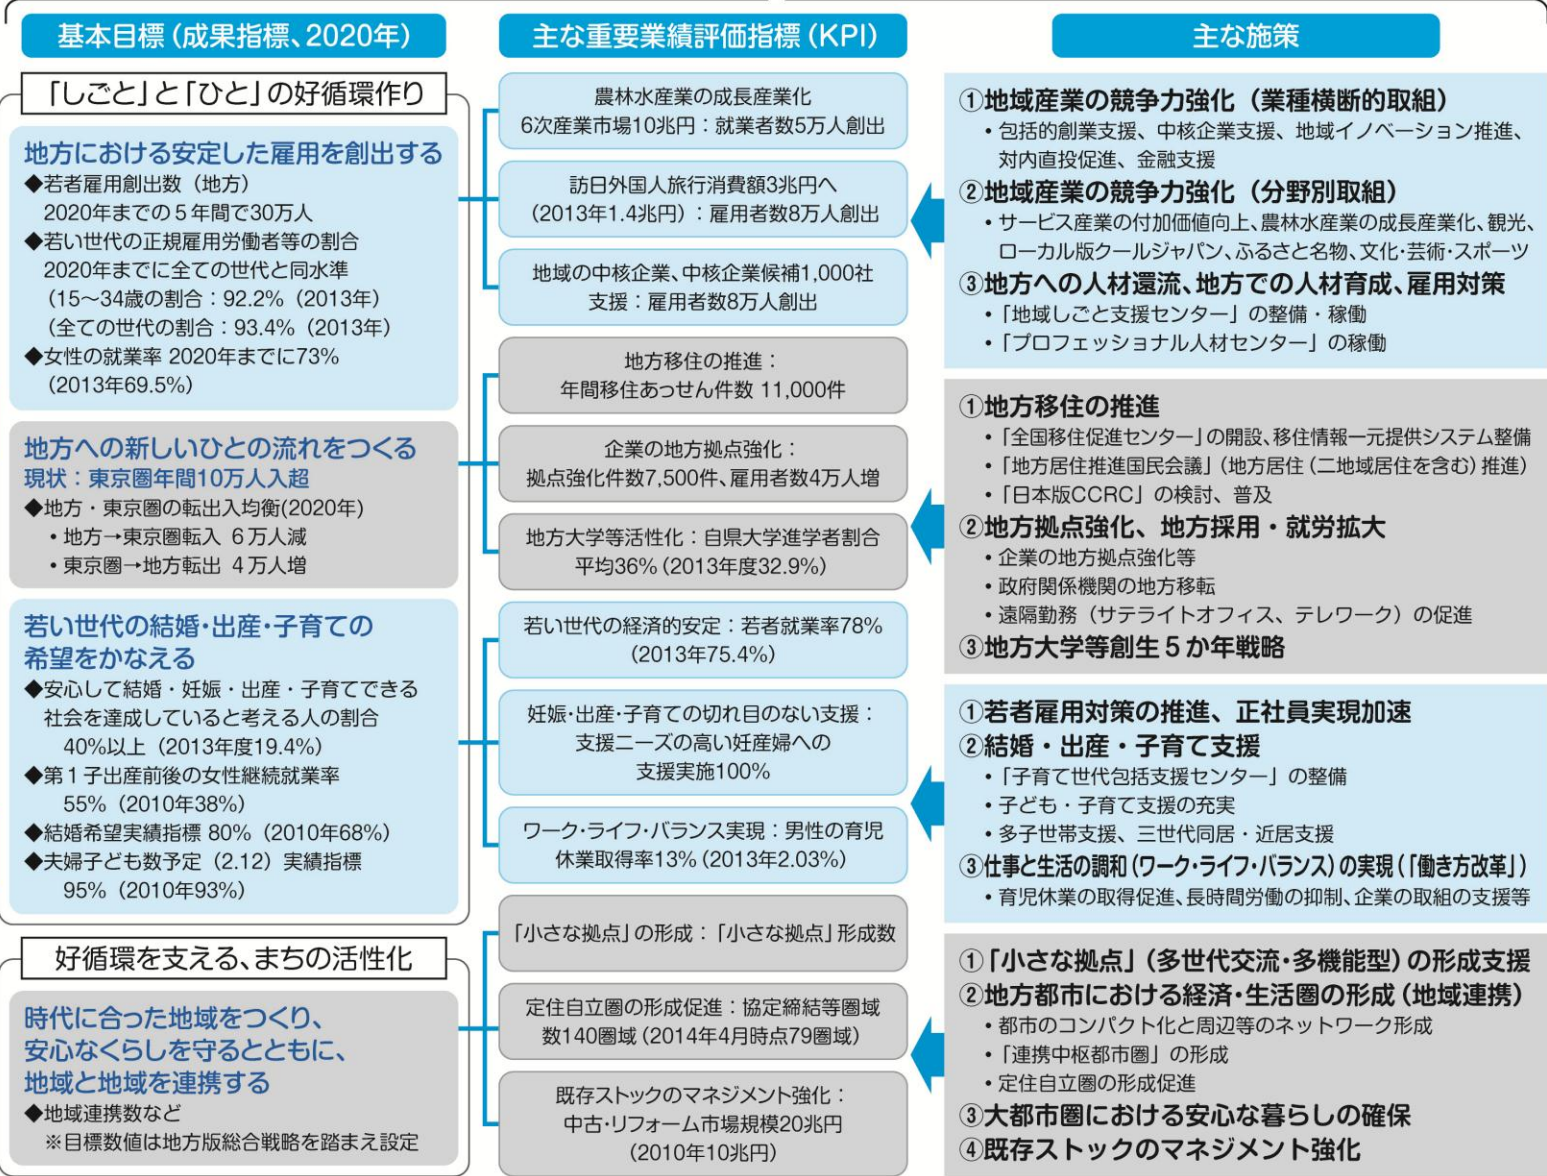 基本目標(成果指標、2020年)
「しごと」と「ひと」の好循環作り
地方における安定した雇用を創出する
◆若者雇用創出数(地方)
2020年までの5年間で30万人
◆若い世代の正規雇用労働者等の割合
2020年までに全ての世代と同水準
(15〜34歳の割合:92.2%(2013年)
(全ての世代の割合:93.4%(2013年)
◆女性の就業率 2020年までに73%
(2013年69.5%)
地方への新しいひとの流れをつくる
現状:東京圏年間10万人入超
◆地方・東京圏の転出入均衡(2020年)
・地方→東京圏転入 6万人減
・東京圏→地方転出 4万人増
若い世代の結婚・出産・子育ての
希望をかなえる
◆安心して結婚・妊娠・出産・子育てできる
社会を達成していると考える人の割合
40%以上(2013年度19.4%)
◆第1子出産前後の女性継続就業率
55%(2010年38%)
◆結婚希望実績指標 80%(2010年68%)
◆夫婦子ども数予定(2.12)実績指標
95%(2010年93%)
好循環を支える、まちの活性化
時代に合った地域をつくり、
安心なくらしを守るとともに、
地域と地域を連携する
◆地域連携数など
※目標数値は地方版総合戦略を踏まえ設定
主な重要業績評価指標(KPI)
農林水産業の成長産業化
6次産業市場10兆円:就業者数5万人創出
訪日外国人旅行消費額3兆円へ
(2013年1.4兆円):雇用者数8万人創出
地域の中核企業、中核企業候補1,000社
支援:雇用者数8万人創出
地方移住の推進:
年間移住あっせん件数 11,000件
企業の地方拠点強化:
拠点強化件数7,500件、雇用者数4万人増
地方大学等活性化:自県大学進学者割合
平均36%(2013年度32.9%)
若い世代の経済的安定:若者就業率78%
(2013年75.4%)
妊娠・出産・子育ての切れ目のない支援:
支援ニーズの高い妊産婦への
支援実施100%
ワーク・ライフ・バランス実現:男性の育児
休業取得率13%(2013年2.03%)
「小さな拠点」の形成:「小さな拠点」形成数
定住自立圏の形成促進:協定締結等圏域
数140圏域(2014年4月時点79圏域)
既存ストックのマネジメント強化:
中古・リフォーム市場規模20兆円
(2010年10兆円)
主な施策
①地域産業の競争力強化(業種横断的取組)
・包括的創業支援、中核企業支援、地域イノベーション推進、
対内直投促進、金融支援
②地域産業の競争力強化(分野別取組)
・サービス産業の付加価値向上、農林水産業の成長産業化、観光、
ローカル版クールジャパン、ふるさと名物、文化・芸術・スポーツ
③地方への人材還流、地方での人材育成、雇用対策
・「地域しごと支援センター」の整備・稼働
・「プロフェッショナル人材センター」の稼働
①地方移住の推進
・「全国移住促進センター」の開設、移住情報一元提供システム整備
・「地方居住推進国民会議」(地方居住(二地域居住を含む)推進)
・「日本版CCRC」の検討、普及
②地方拠点強化、地方採用・就労拡大
・企業の地方拠点強化等
・政府関係機関の地方移転
・遠隔勤務(サテライトオフィス、テレワーク)の促進
③地方大学等創生5か年戦略
①若者雇用対策の推進、正社員実現加速
②結婚・出産・子育て支援
・「子育て世代包括支援センター」の整備
・子ども・子育て支援の充実
・多子世帯支援、三世代同居・近居支援
③仕事と生活の調和(ワーク・ライフ・バランス)の実現(「働き方改革」)
・育児休業の取得促進、長時間労働の抑制、企業の取組の支援等
①「小さな拠点」(多世代交流・多機能型)の形成支援
②地方都市における経済・生活圏の形成(地域連携)
・都市のコンパクト化と周辺等のネットワーク形成
・「連携中枢都市圏」の形成
・定住自立圏の形成促進
③大都市圏における安心な暮らしの確保
④既存ストックのマネジメント強化